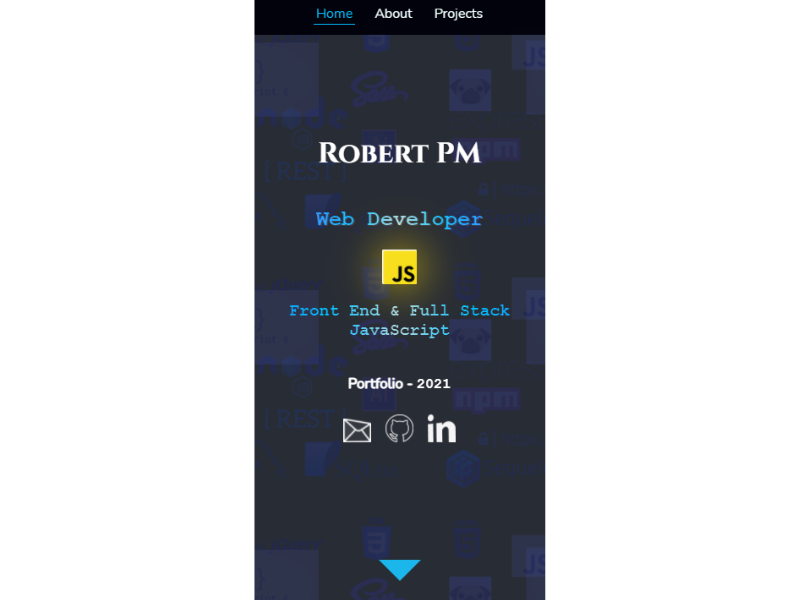 Home About Projects
Robert PM
Web Developer
JS
Front End & Full Stack
JavaScript
Portfolio - 2021
in